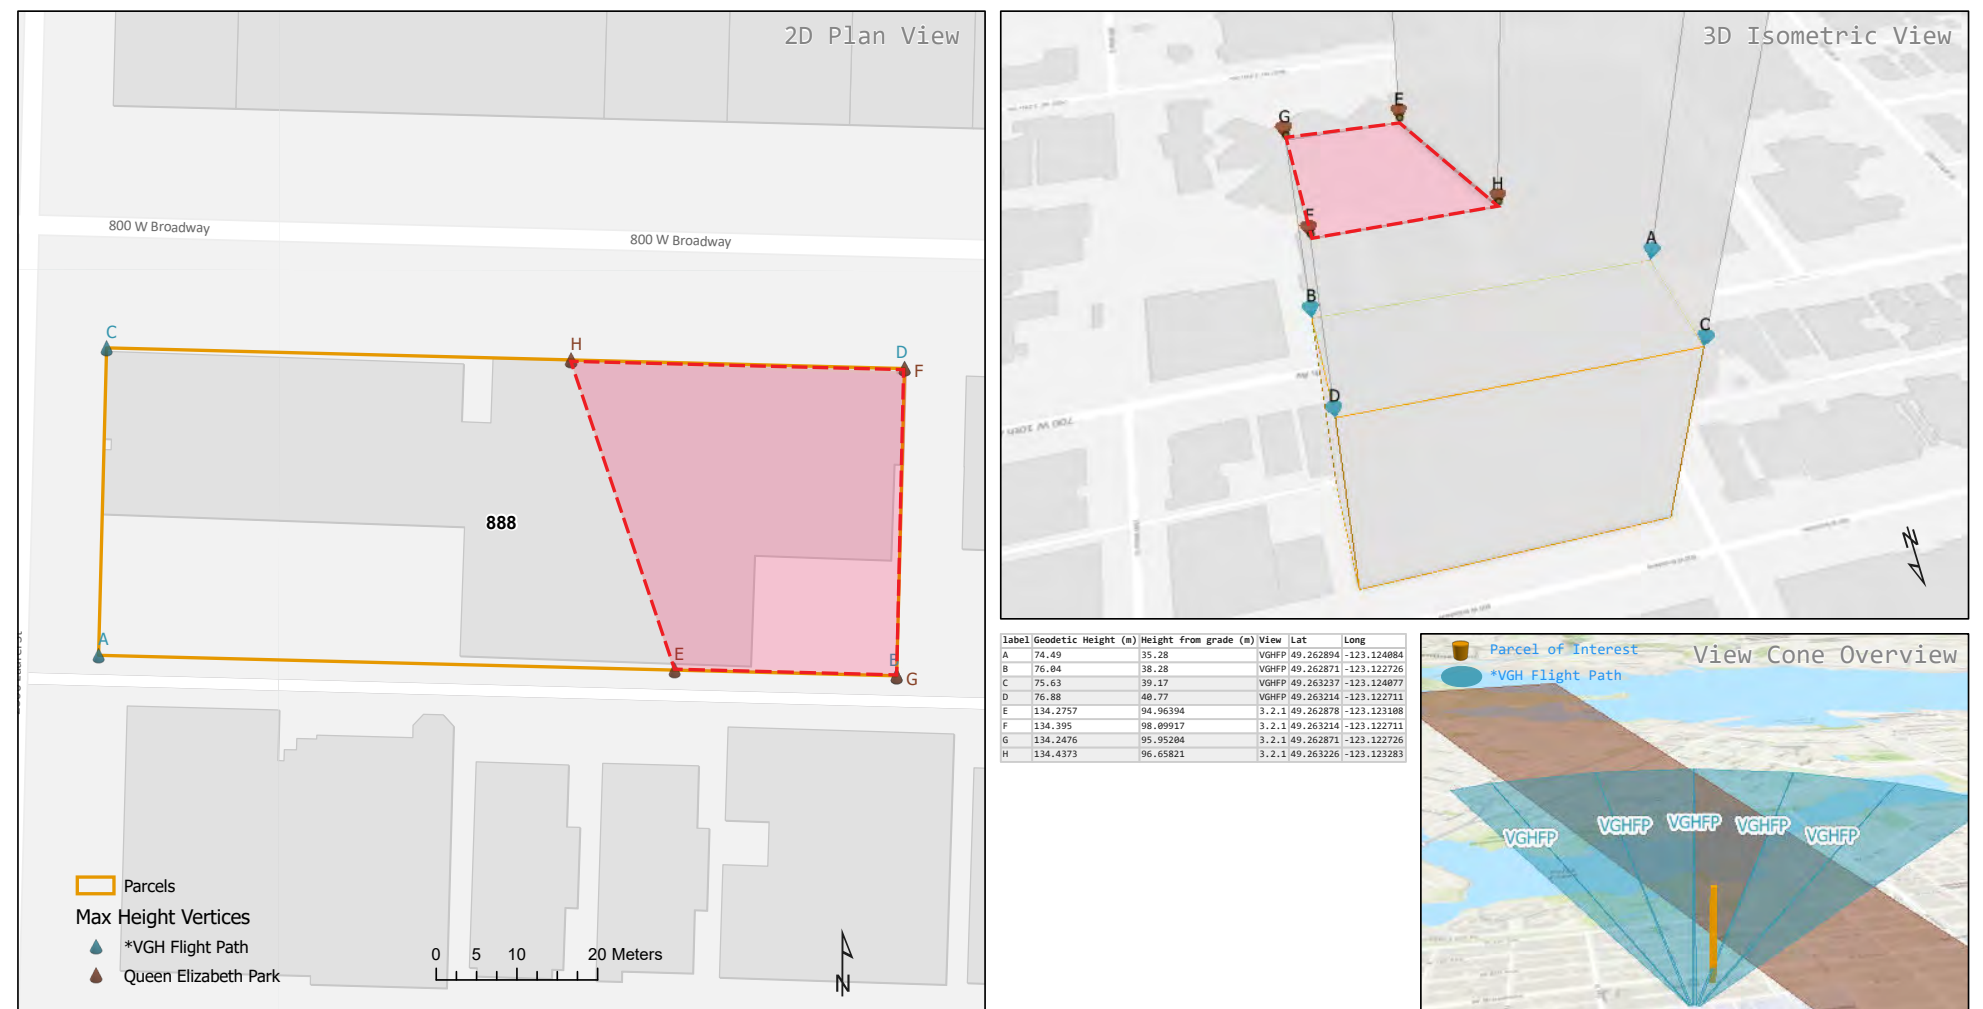 2D Plan View
800 W Broadway
800 W Broadway
C
H
D
F
888
A
E
B
G
Parcels
Max Height Vertices
*VGH Flight Path
Queen Elizabeth Park
0 5 10 20 Meters
N
3D Isometric View
E
G
H
F
A
B
C
D
N
label Geodetic Height (m) Height from grade (m) View Lat Long
A 74.49 35.28 VGHFP 49.262894 -123.124084
B 76.04 38.28 VGHFP 49.262871 -123.122726
C 75.63 39.17 VGHFP 49.263237 -123.124077
D 76.88 40.77 VGHFP 49.263214 -123.122711
E 134.2757 94.96394 3.2.1 49.262878 -123.123108
F 134.395 98.09917 3.2.1 49.263214 -123.122711
G 134.2476 95.95204 3.2.1 49.262871 -123.122726
H 134.4373 96.65821 3.2.1 49.263226 -123.123283
Parcel of Interest
View Cone Overview
*VGH Flight Path
VGHFP
VGHFP
VGHFP
VGHFP
VGHFP